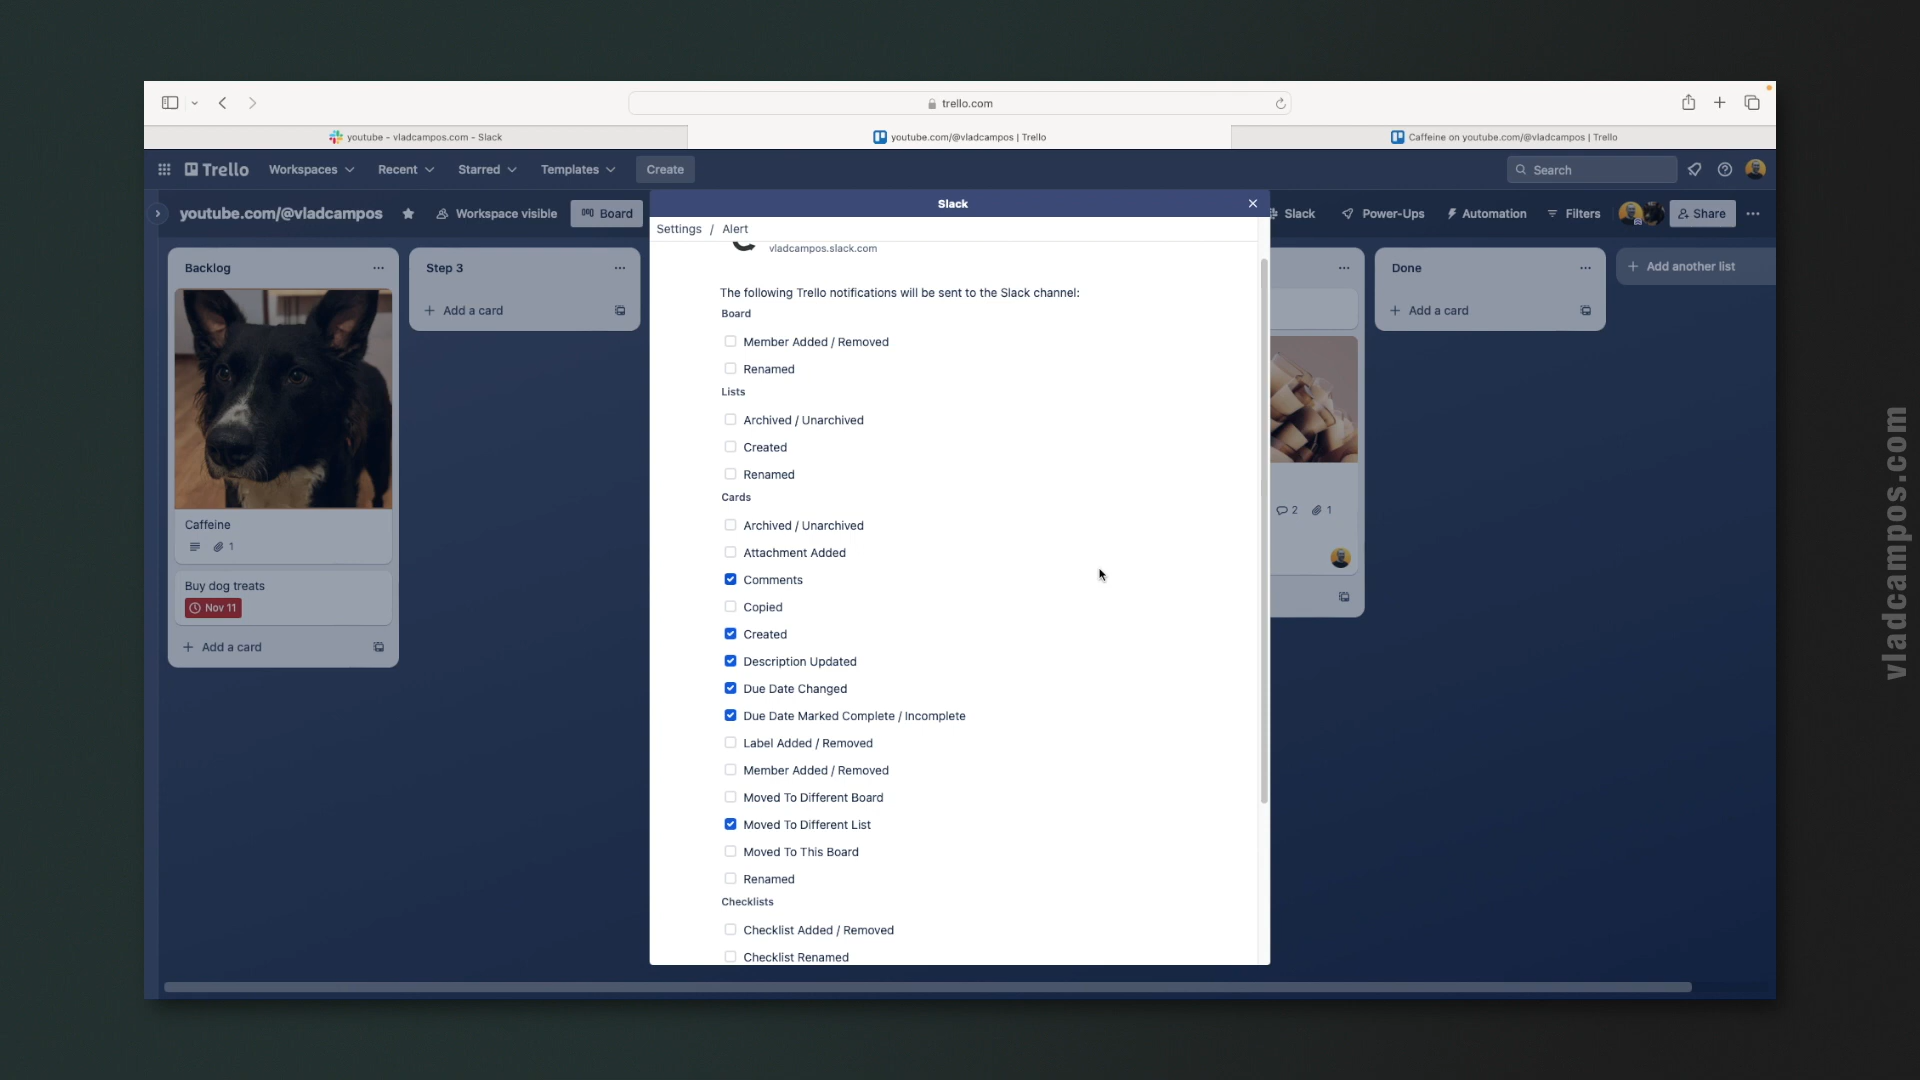 trello.com
youtube - vladcampos.com - Slack
youtube.com/@vladcampos | Trello
Caffeine on youtube.com/@vladcampos | Trello
Trello
Workspaces
Recent
Starred
Templates
Create
Search
youtube.com/@vladcampos
Workspace visible
Board
Slack
Power-Ups
Automation
Filters
Share
Slack
Settings / Alert
vladcampos.slack.com
The following Trello notifications will be sent to the Slack channel:
Board
Member Added / Removed
Renamed
Lists
Archived / Unarchived
Created
Renamed
Cards
Archived / Unarchived
Attachment Added
Comments
Copied
Created
Description Updated
Due Date Changed
Due Date Marked Complete / Incomplete
Label Added / Removed
Member Added / Removed
Moved To Different Board
Moved To Different List
Moved To This Board
Renamed
Checklists
Checklist Added / Removed
Checklist Renamed
Backlog
Caffeine
1
Buy dog treats
Nov 11
Add a card
Step 3
Add a card
2 1
Done
Add a card
Add another list
vladcampos.com